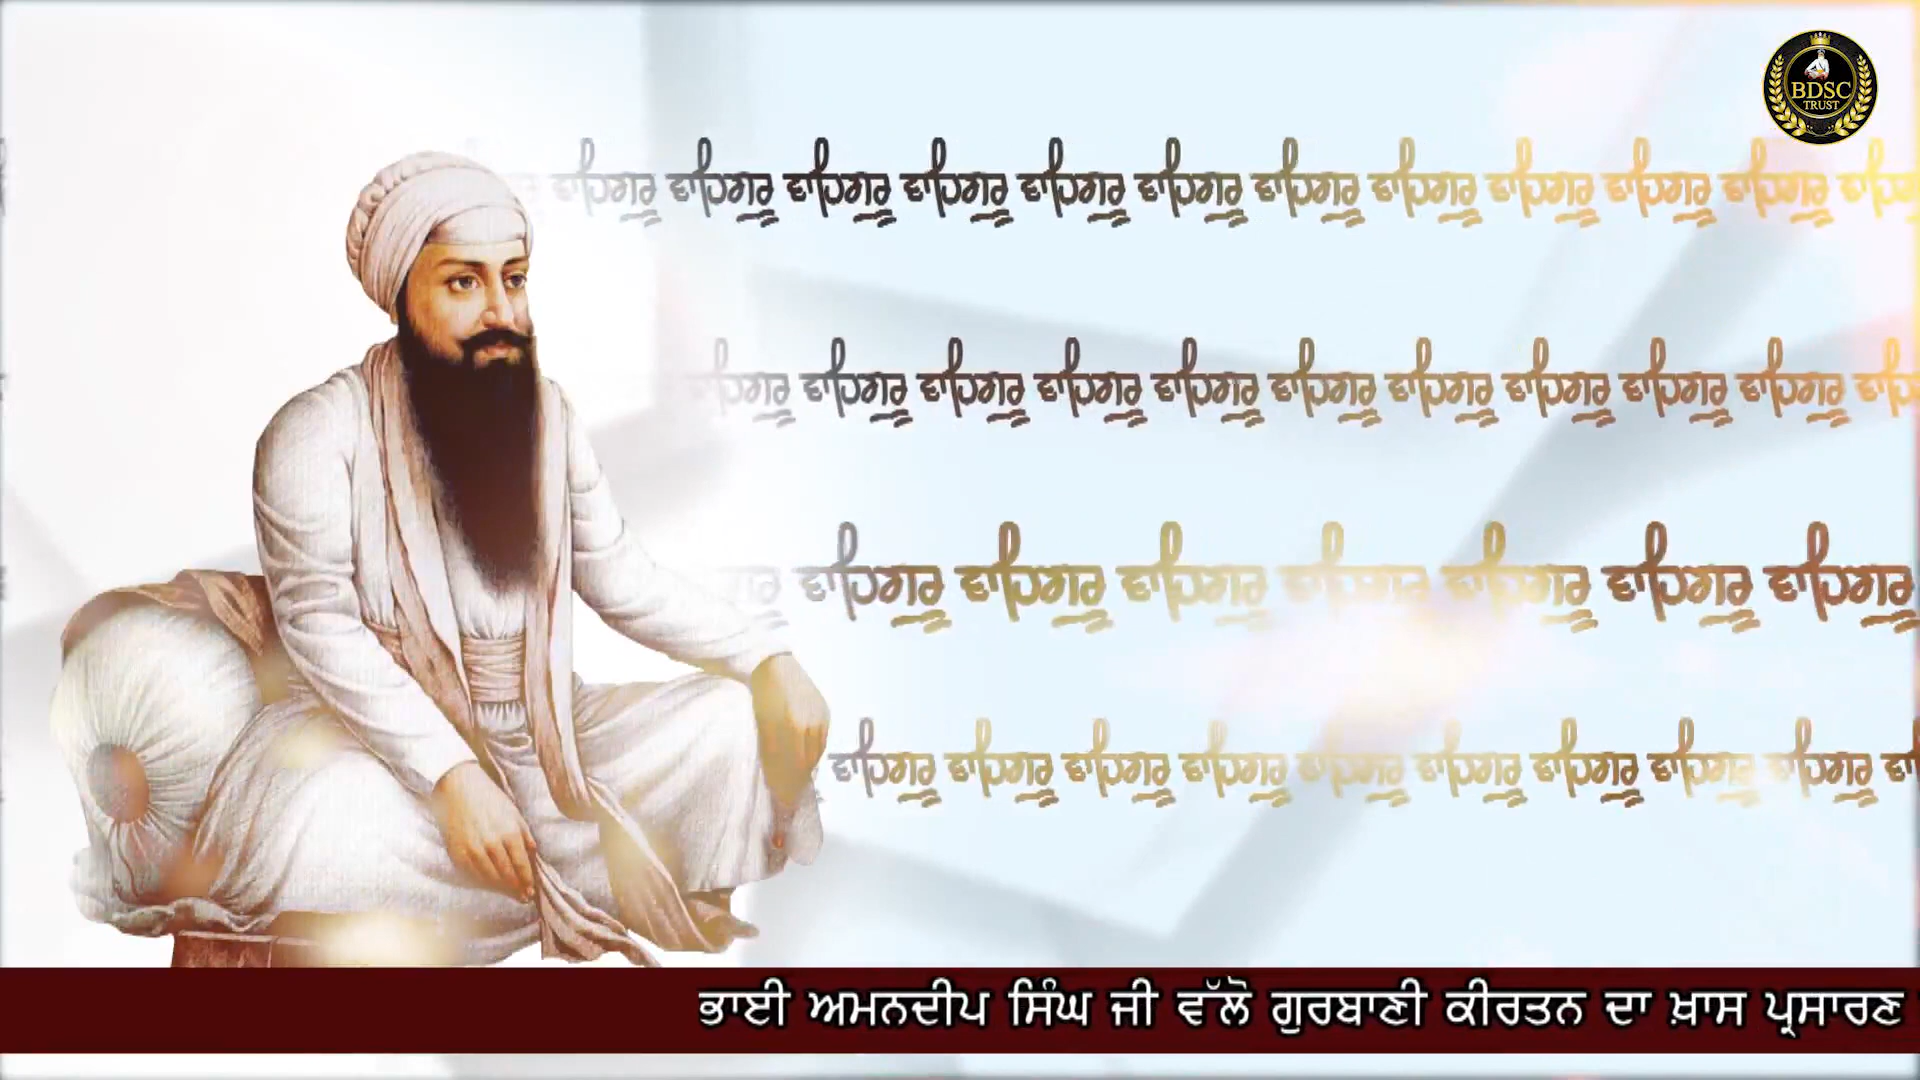 BDSC
TRUST
ਵਾਹਿਗੁਰੂ ਵਾਹਿਗੁਰੂ ਵਾਹਿਗੁਰੂ ਵਾਹਿਗੁਰੂ ਵਾਹਿਗੁਰੂ ਵਾਹਿਗੁਰੂ ਵਾਹਿਗੁਰੂ ਵਾਹਿਗੁਰੂ ਵਾਹਿਗੁਰੂ ਵਾਹਿਗੁਰੂ ਵਾਹਿਗੁਰੂ
ਵਾਹਿਗੁਰੂ ਵਾਹਿਗੁਰੂ ਵਾਹਿਗੁਰੂ ਵਾਹਿਗੁਰੂ ਵਾਹਿਗੁਰੂ ਵਾਹਿਗੁਰੂ ਵਾਹਿਗੁਰੂ ਵਾਹਿਗੁਰੂ ਵਾਹਿਗੁਰੂ ਵਾਹਿਗੁਰੂ
ਵਾਹਿਗੁਰੂ ਵਾਹਿਗੁਰੂ ਵਾਹਿਗੁਰੂ ਵਾਹਿਗੁਰੂ ਵਾਹਿਗੁਰੂ ਵਾਹਿਗੁਰੂ ਵਾਹਿਗੁਰੂ
ਵਾਹਿਗੁਰੂ ਵਾਹਿਗੁਰੂ ਵਾਹਿਗੁਰੂ ਵਾਹਿਗੁਰੂ ਵਾਹਿਗੁਰੂ ਵਾਹਿਗੁਰੂ ਵਾਹਿਗੁਰੂ ਵਾਹਿਗੁਰੂ ਵਾਹਿਗੁਰੂ
ਭਾਈ ਅਮਨਦੀਪ ਸਿੰਘ ਜੀ ਵੱਲੋ ਗੁਰਬਾਣੀ ਕੀਰਤਨ ਦਾ ਖ਼ਾਸ ਪ੍ਰਸਾਰਣ